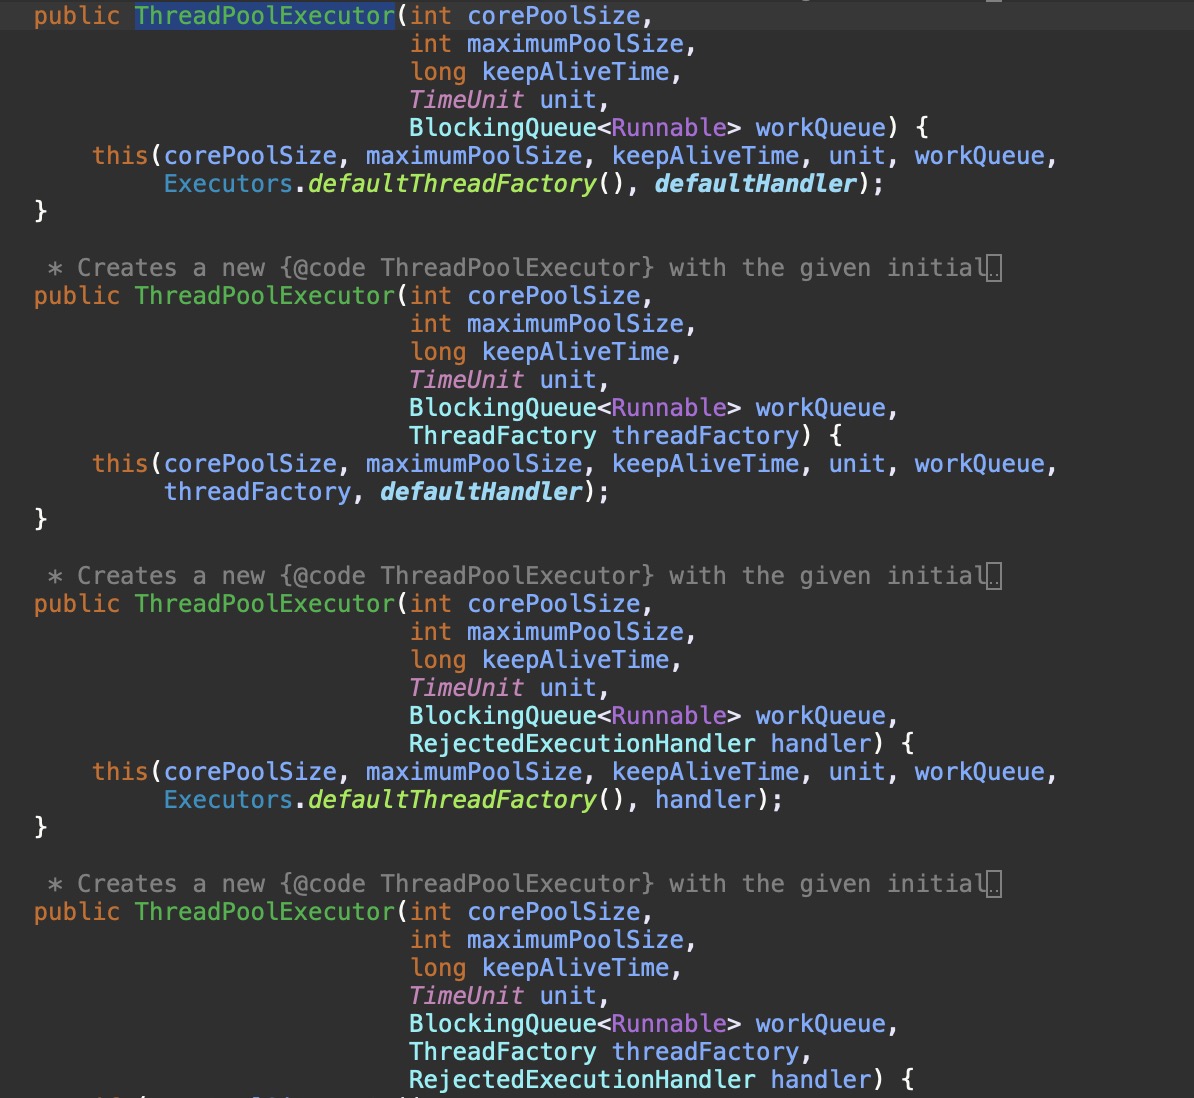 public ThreadPoolExecutor(int corePoolSize,
int maximumPoolSize,
long keepAliveTime,
TimeUnit unit,
BlockingQueue<Runnable> workQueue) {
this(corePoolSize, maximumPoolSize, keepAliveTime, unit, workQueue,
Executors.defaultThreadFactory(), defaultHandler);
}
* Creates a new {@code ThreadPoolExecutor} with the given initial..
public ThreadPoolExecutor(int corePoolSize,
int maximumPoolSize,
long keepAliveTime,
TimeUnit unit,
BlockingQueue<Runnable> workQueue,
ThreadFactory threadFactory) {
this(corePoolSize, maximumPoolSize, keepAliveTime, unit, workQueue,
threadFactory, defaultHandler);
}
* Creates a new {@code ThreadPoolExecutor} with the given initial..
public ThreadPoolExecutor(int corePoolSize,
int maximumPoolSize,
long keepAliveTime,
TimeUnit unit,
BlockingQueue<Runnable> workQueue,
RejectedExecutionHandler handler) {
this(corePoolSize, maximumPoolSize, keepAliveTime, unit, workQueue,
Executors.defaultThreadFactory(), handler);
}
* Creates a new {@code ThreadPoolExecutor} with the given initial..
public ThreadPoolExecutor(int corePoolSize,
int maximumPoolSize,
long keepAliveTime,
TimeUnit unit,
BlockingQueue<Runnable> workQueue,
ThreadFactory threadFactory,
RejectedExecutionHandler handler) {